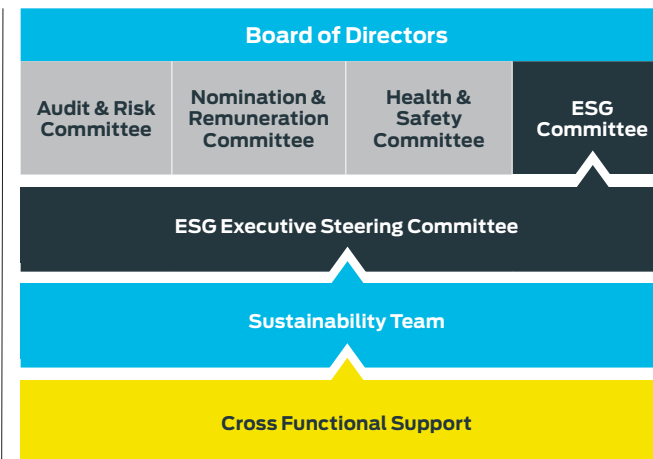 Board of Directors
Audit & Risk
Committee
Nomination &
Remuneration
Committee
Health &
Safety
Committee
ESG
Committee
ESG Executive Steering Committee
Sustainability Team
Cross Functional Support